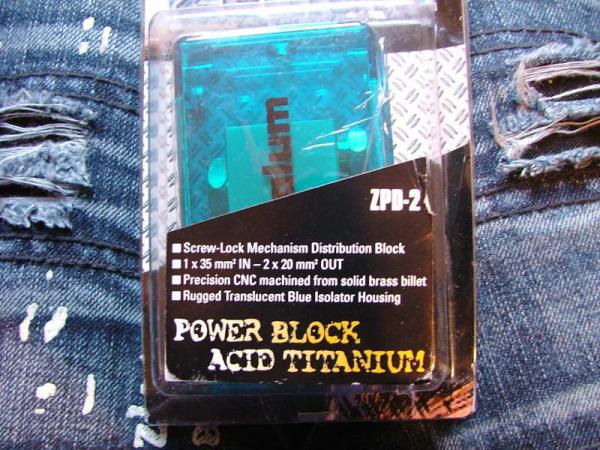 ZPD-2
■ Screw-Lock Mechanism Distribution Block
■ 1 x 35 mm² IN – 2 x 20 mm² OUT
■ Precision CNC machined from solid brass billet
■ Rugged Translucent Blue Isolator Housing
POWER BLOCK
ACID TITANIUM